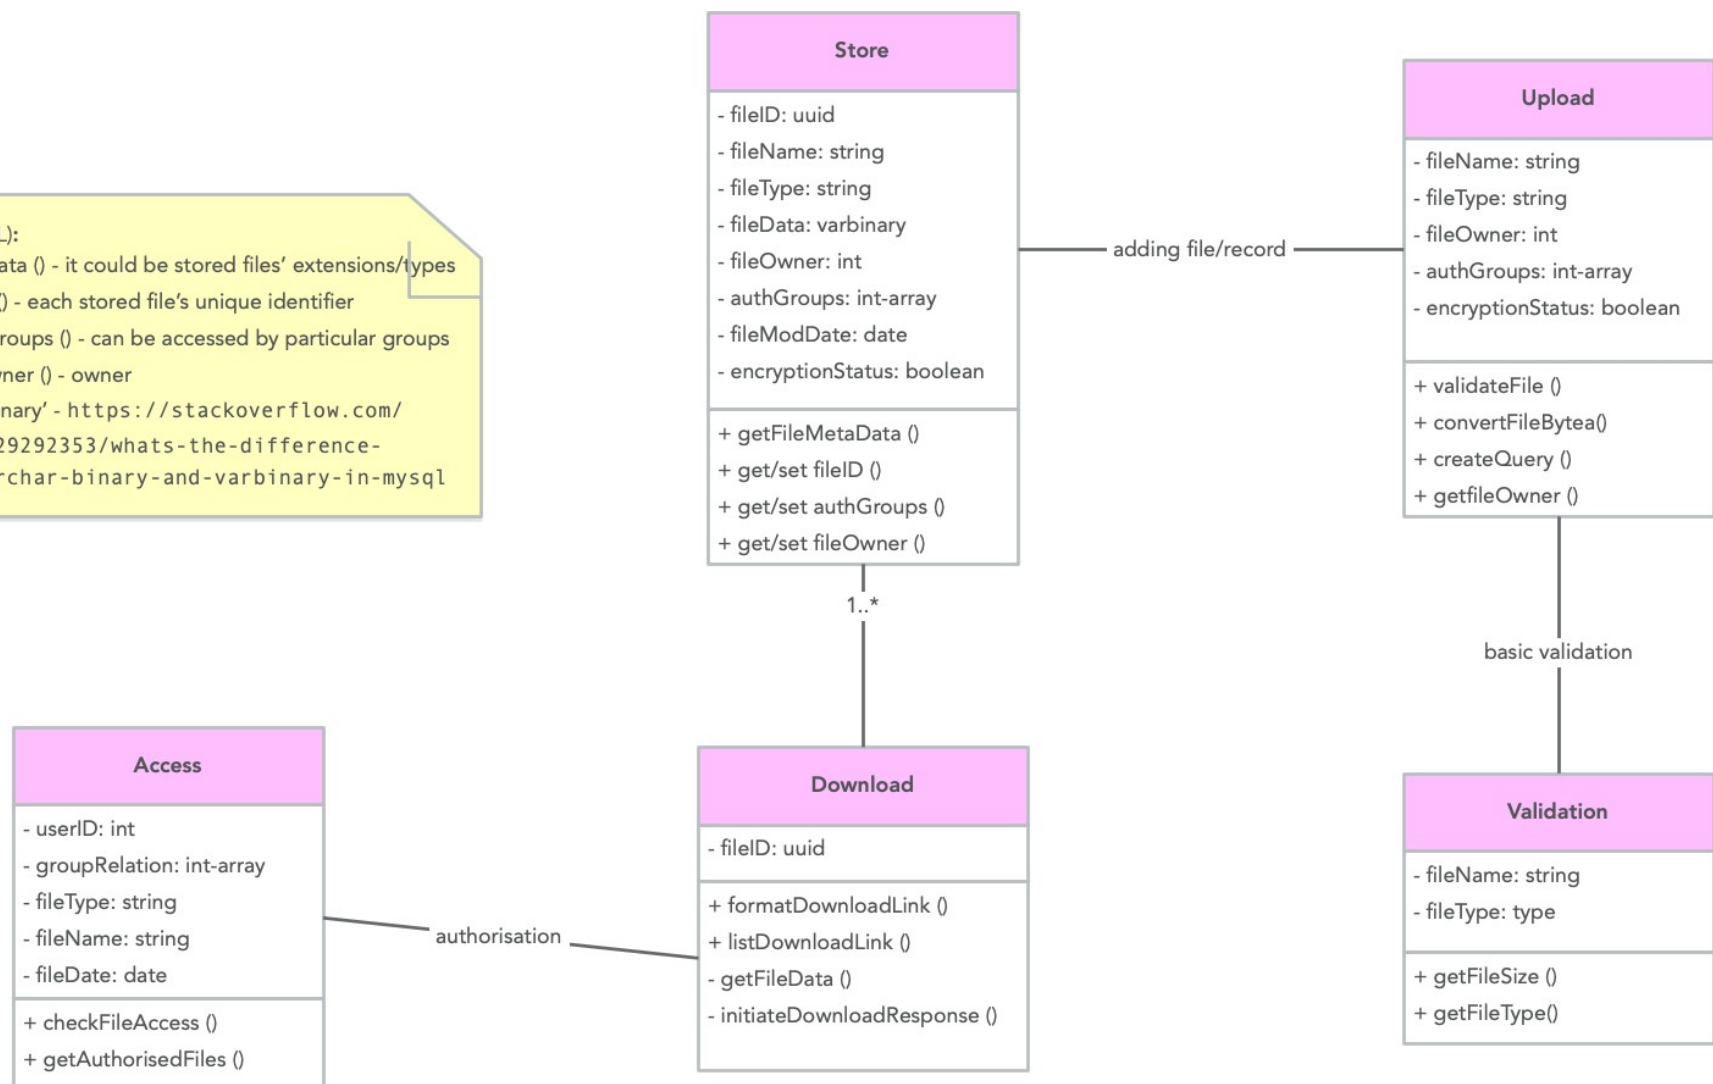 Store
- fileID: uuid
- fileName: string
- fileType: string
- fileData: varbinary
- fileOwner: int
- authGroups: int-array
- fileModDate: date
- encryptionStatus: boolean
+ getFileMetaData ()
+ get/set fileID ()
+ get/set authGroups ()
+ get/set fileOwner ()
adding file/record
Upload
- fileName: string
- fileType: string
- fileOwner: int
- authGroups: int-array
- encryptionStatus: boolean
+ validateFile ()
+ convertFileBytea()
+ createQuery ()
+ getfileOwner ()
L):
ata () - it could be stored files’ extensions/types
() - each stored file’s unique identifier
roups () - can be accessed by particular groups
ner () - owner
nary’ - https://stackoverflow.com/
29292353/whats-the-difference-
rchar-binary-and-varbinary-in-mysql
1..*
basic validation
Access
- userID: int
- groupRelation: int-array
- fileType: string
- fileName: string
- fileDate: date
+ checkFileAccess ()
+ getAuthorisedFiles ()
authorisation
Download
- fileID: uuid
+ formatDownloadLink ()
+ listDownloadLink ()
- getFileData ()
- initiateDownloadResponse ()
Validation
- fileName: string
- fileType: type
+ getFileSize ()
+ getFileType()